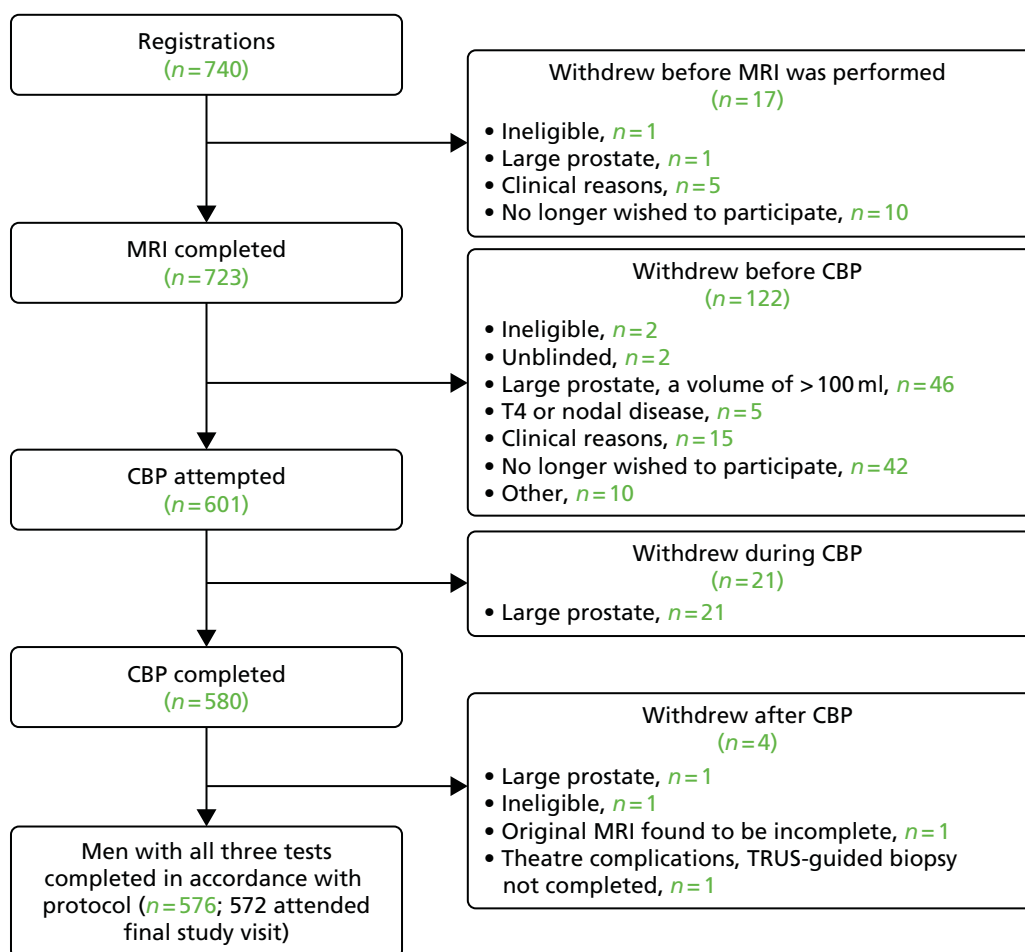 Registrations
(n=740)
Withdrew before MRI was performed
(n=17)
• Ineligible, n=1
• Large prostate, n=1
• Clinical reasons, n=5
• No longer wished to participate, n=10
MRI completed
(n=723)
Withdrew before CBP
(n=122)
• Ineligible, n=2
• Unblinded, n=2
• Large prostate, a volume of >100 ml, n=46
• T4 or nodal disease, n=5
• Clinical reasons, n=15
• No longer wished to participate, n=42
• Other, n=10
CBP attempted
(n=601)
Withdrew during CBP
(n=21)
• Large prostate, n=21
CBP completed
(n=580)
Withdrew after CBP
(n=4)
• Large prostate, n=1
• Ineligible, n=1
• Original MRI found to be incomplete, n=1
• Theatre complications, TRUS-guided biopsy
not completed, n=1
Men with all three tests
completed in accordance with
protocol (n=576; 572 attended
final study visit)